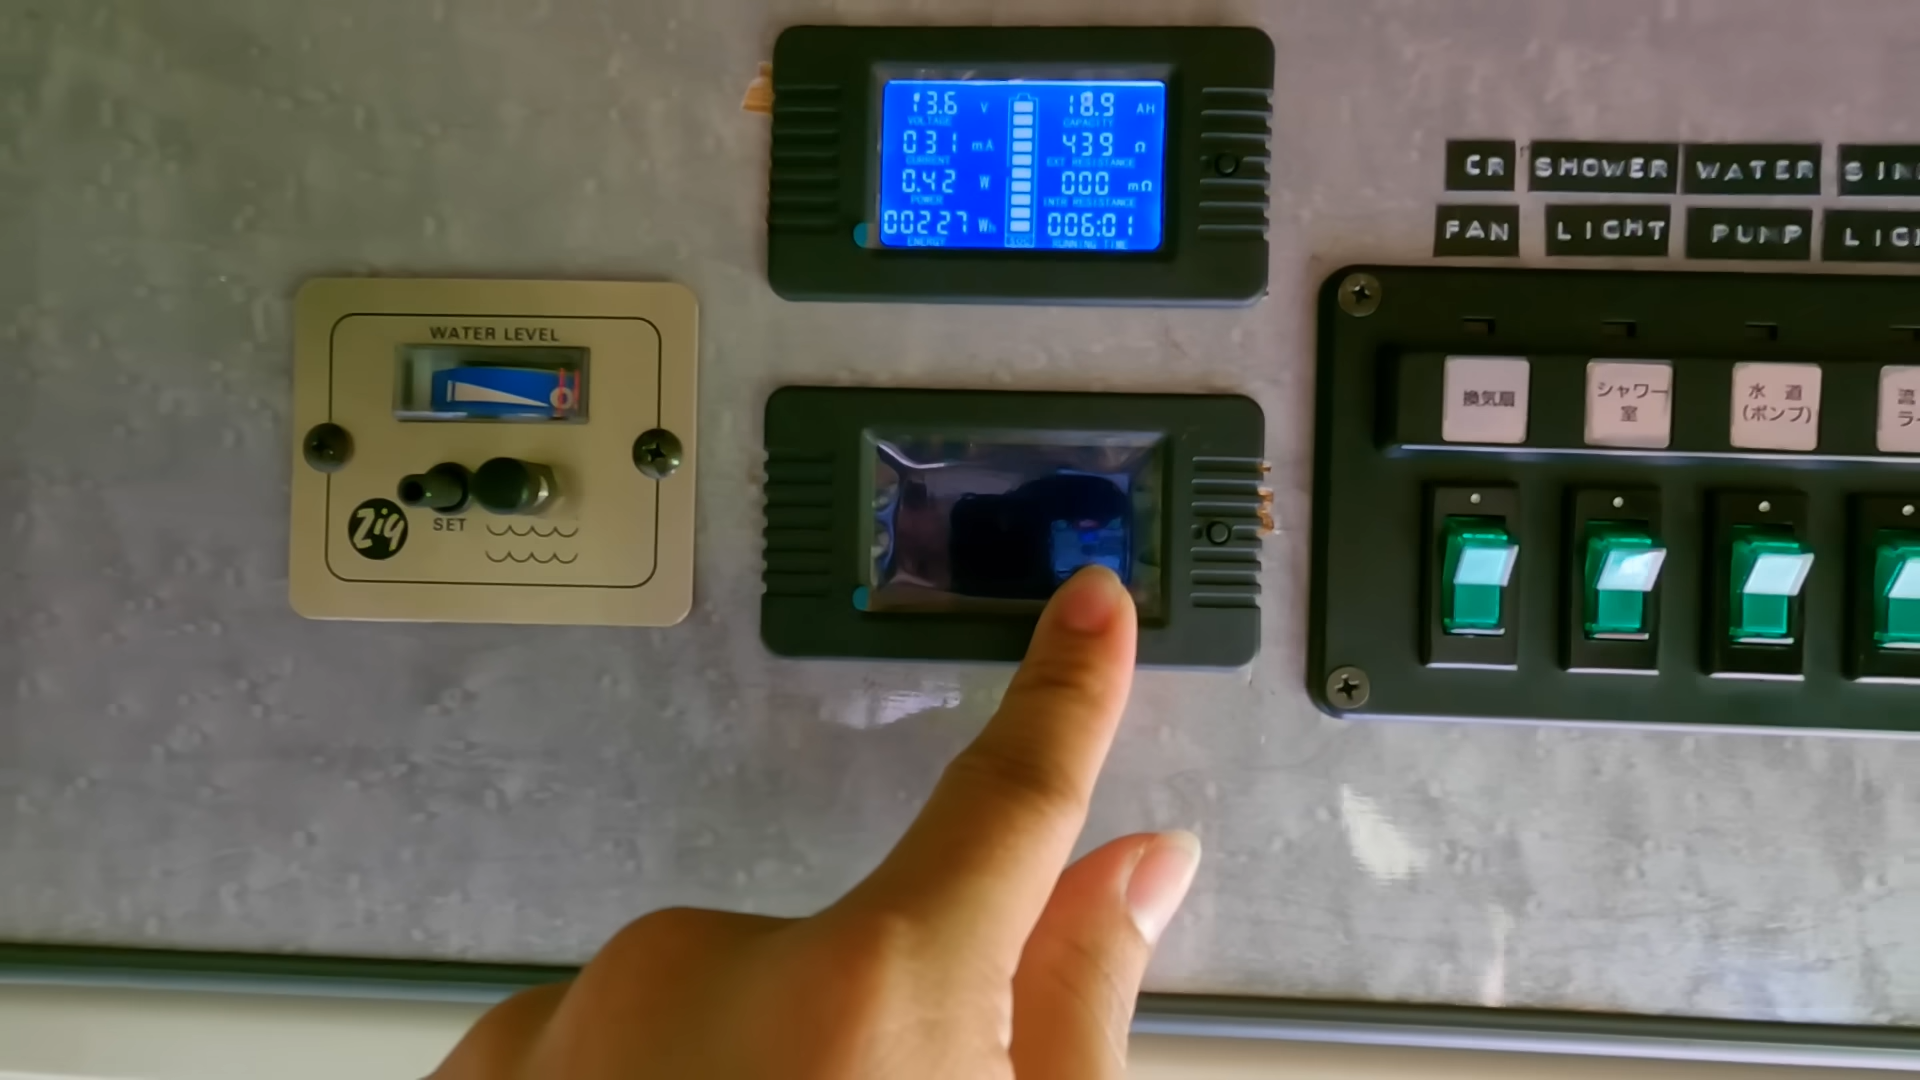 13.6 V
VOLTAGE
031 mA
CURRENT
0.42 W
POWER
00227 Wh
ENERGY
18.9 AH
CAPACITY
439 Ω
EXT RESISTANCE
000 mΩ
INTR RESISTANCE
006:01
RUNNING TIME
WATER LEVEL
Zig
SET
CR
FAN
SHOWER
LIGHT
WATER
PUMP
換気扇
シャワー
室
水 道
(ポンプ)